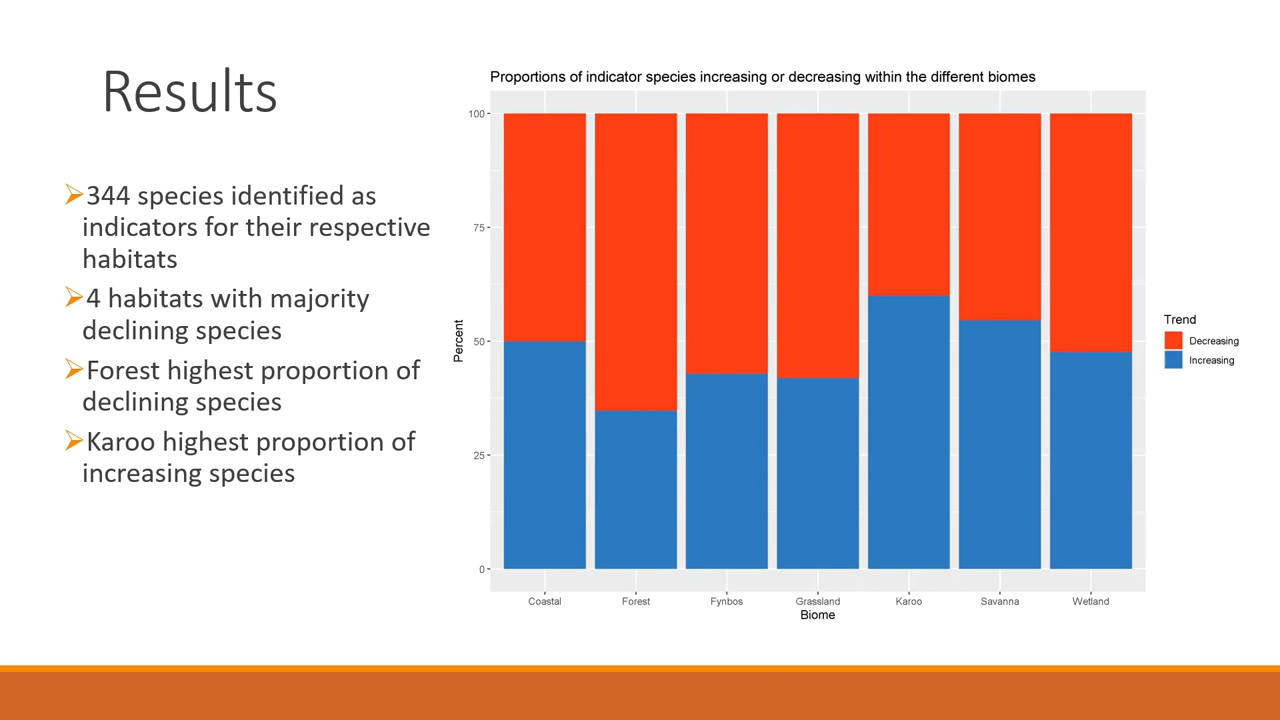 Results
➢344 species identified as
indicators for their respective
habitats
➢4 habitats with majority
declining species
➢Forest highest proportion of
declining species
➢Karoo highest proportion of
increasing species
Proportions of indicator species increasing or decreasing within the different biomes
Percent
100
75
50
25
0
Coastal Forest Fynbos Grassland Karoo Savanna Wetland
Biome
Trend
Decreasing
Increasing